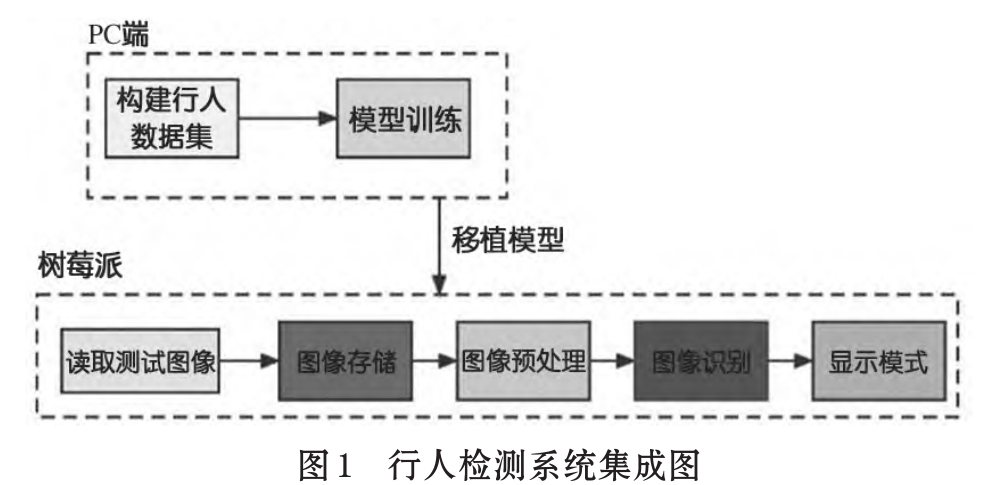 PC端
构建行人
数据集
模型训练
移植模型
树莓派
读取测试图像
图像存储
图像预处理
图像识别
显示模式
图1 行人检测系统集成图